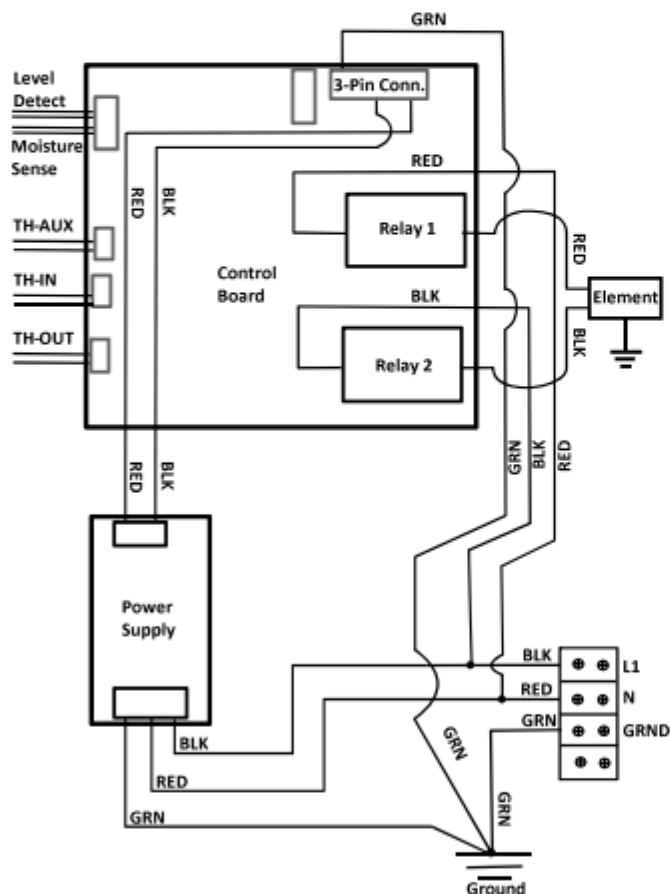 GRN
3-Pin Conn.
Level
Detect
Moisture
Sense
RED
RED
BLK
Relay 1
TH-AUX
RED
TH-IN
Control
Board
BLK
Element
TH-OUT
Relay 2
BLK
GRN
BLK
RED
RED
BLK
Power
Supply
BLK
L1
RED
N
GRN
GRND
BLK
GRN
RED
GRN
GRN
Ground